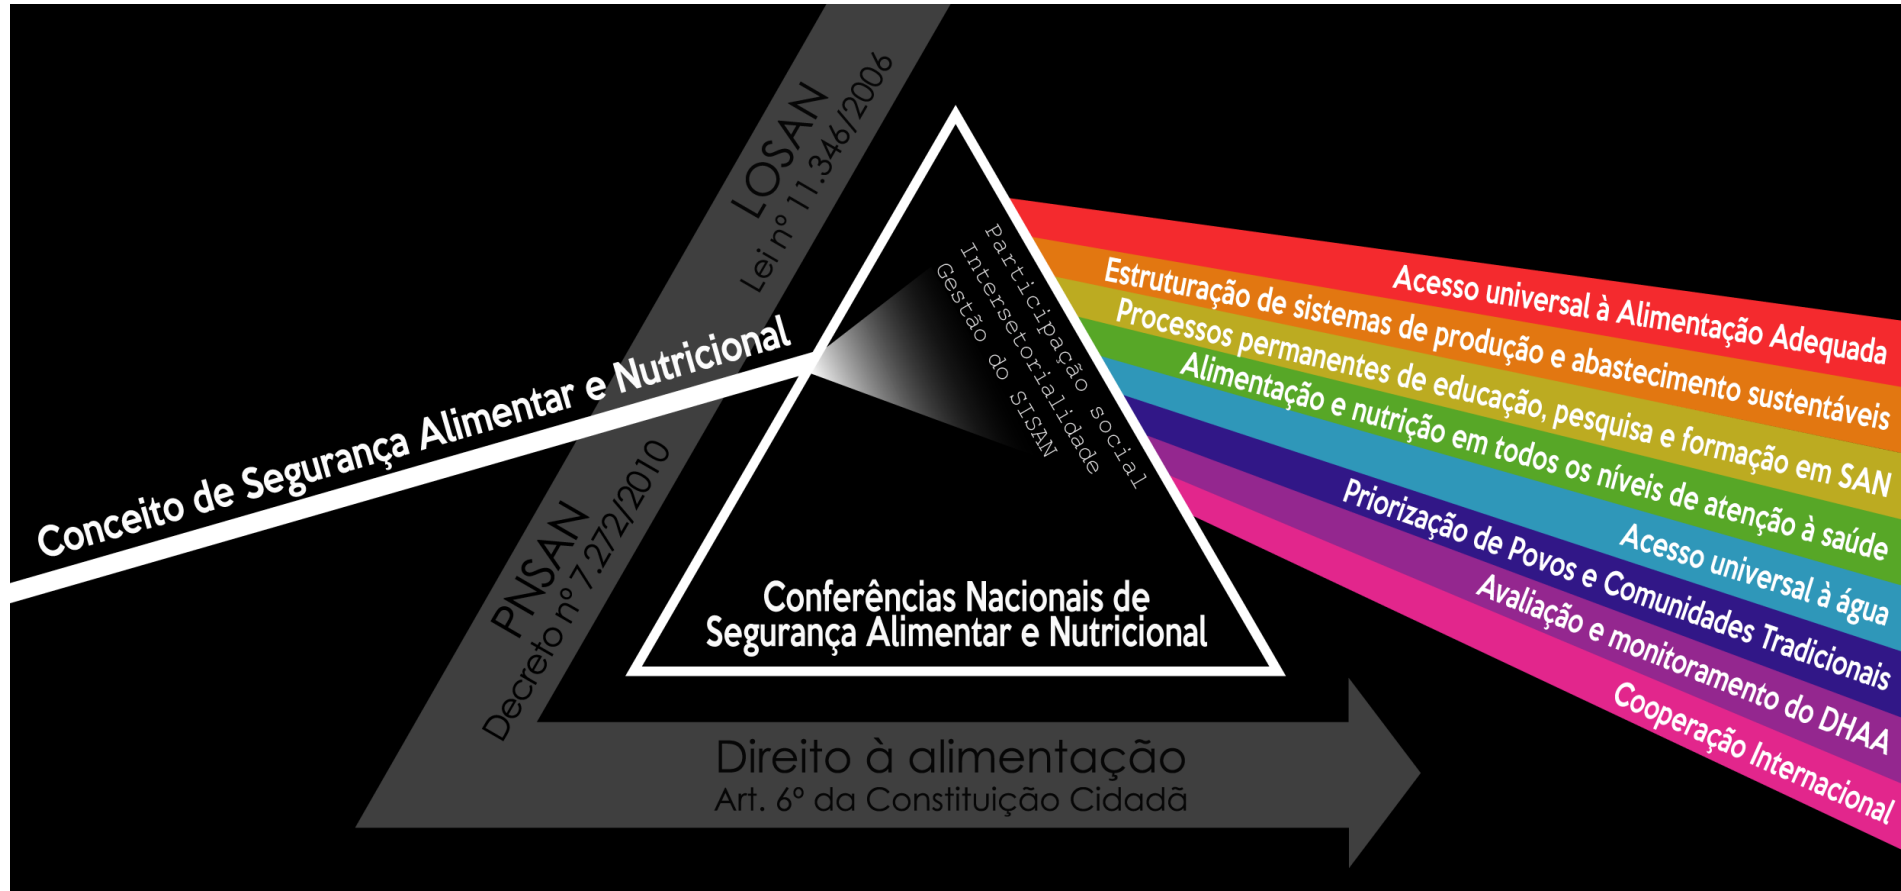 LOSAN
Lei nº 11.346/2006
Conceito de Segurança Alimentar e Nutricional
PNSAN
Decreto nº 7.272/2010
Participação social
Intersetorialidade
Gestão do SISAN
Conferências Nacionais de
Segurança Alimentar e Nutricional
Direito à alimentação
Art. 6º da Constituição Cidadã
Acesso universal à Alimentação Adequada
Estruturação de sistemas de produção e abastecimento sustentáveis
Processos permanentes de educação, pesquisa e formação em SAN
Alimentação e nutrição em todos os níveis de atenção à saúde
Acesso universal à água
Priorização de Povos e Comunidades Tradicionais
Avaliação e monitoramento do DHAA
Cooperação Internacional